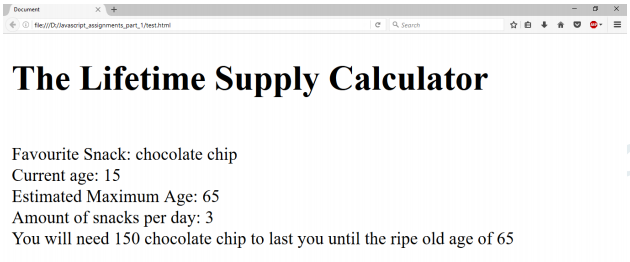 Document
file:///D:/Javascript_assignments_part_1/test.html
Search
ABP
The Lifetime Supply Calculator
Favourite Snack: chocolate chip
Current age: 15
Estimated Maximum Age: 65
Amount of snacks per day: 3
You will need 150 chocolate chip to last you until the ripe old age of 65